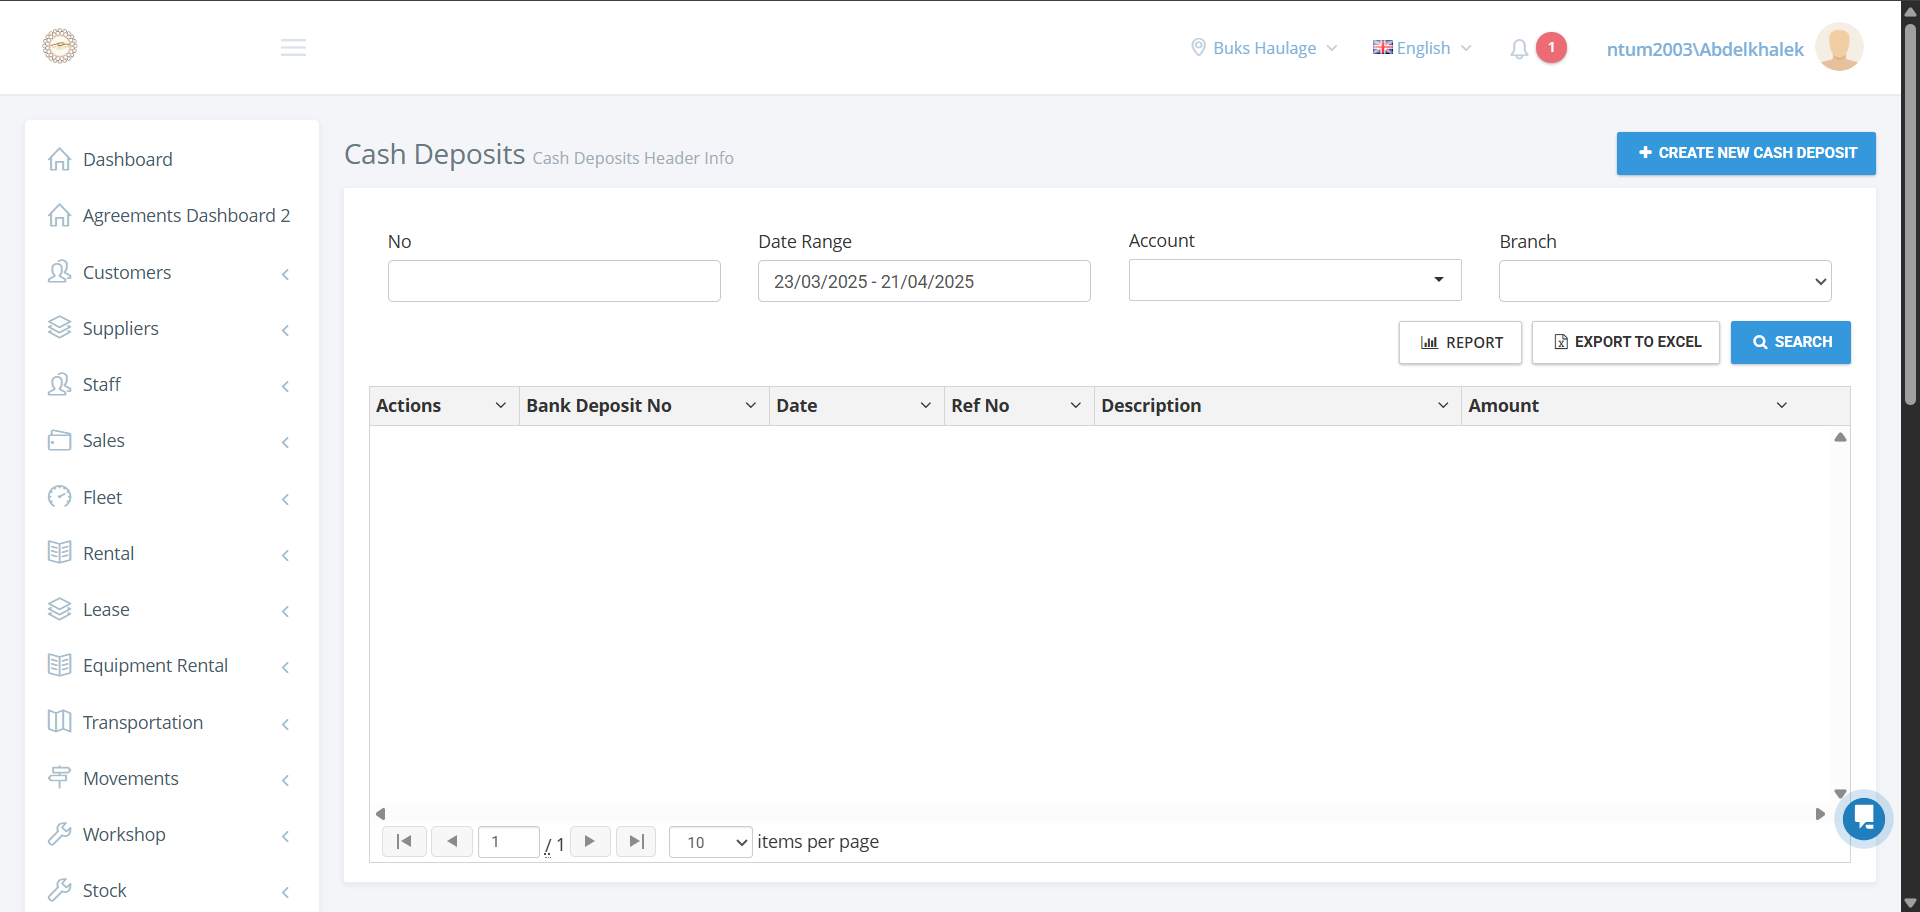 Buks Haulage
English
1
ntum2003\Abdelkhalek
Dashboard
Agreements Dashboard 2
Customers
Suppliers
Staff
Sales
Fleet
Rental
Lease
Equipment Rental
Transportation
Movements
Workshop
Stock
Cash Deposits Cash Deposits Header Info
CREATE NEW CASH DEPOSIT
No
Date Range
Account
Branch
23/03/2025 - 21/04/2025
REPORT
EXPORT TO EXCEL
SEARCH
Actions
Bank Deposit No
Date
Ref No
Description
Amount
1
/ 1
10
items per page